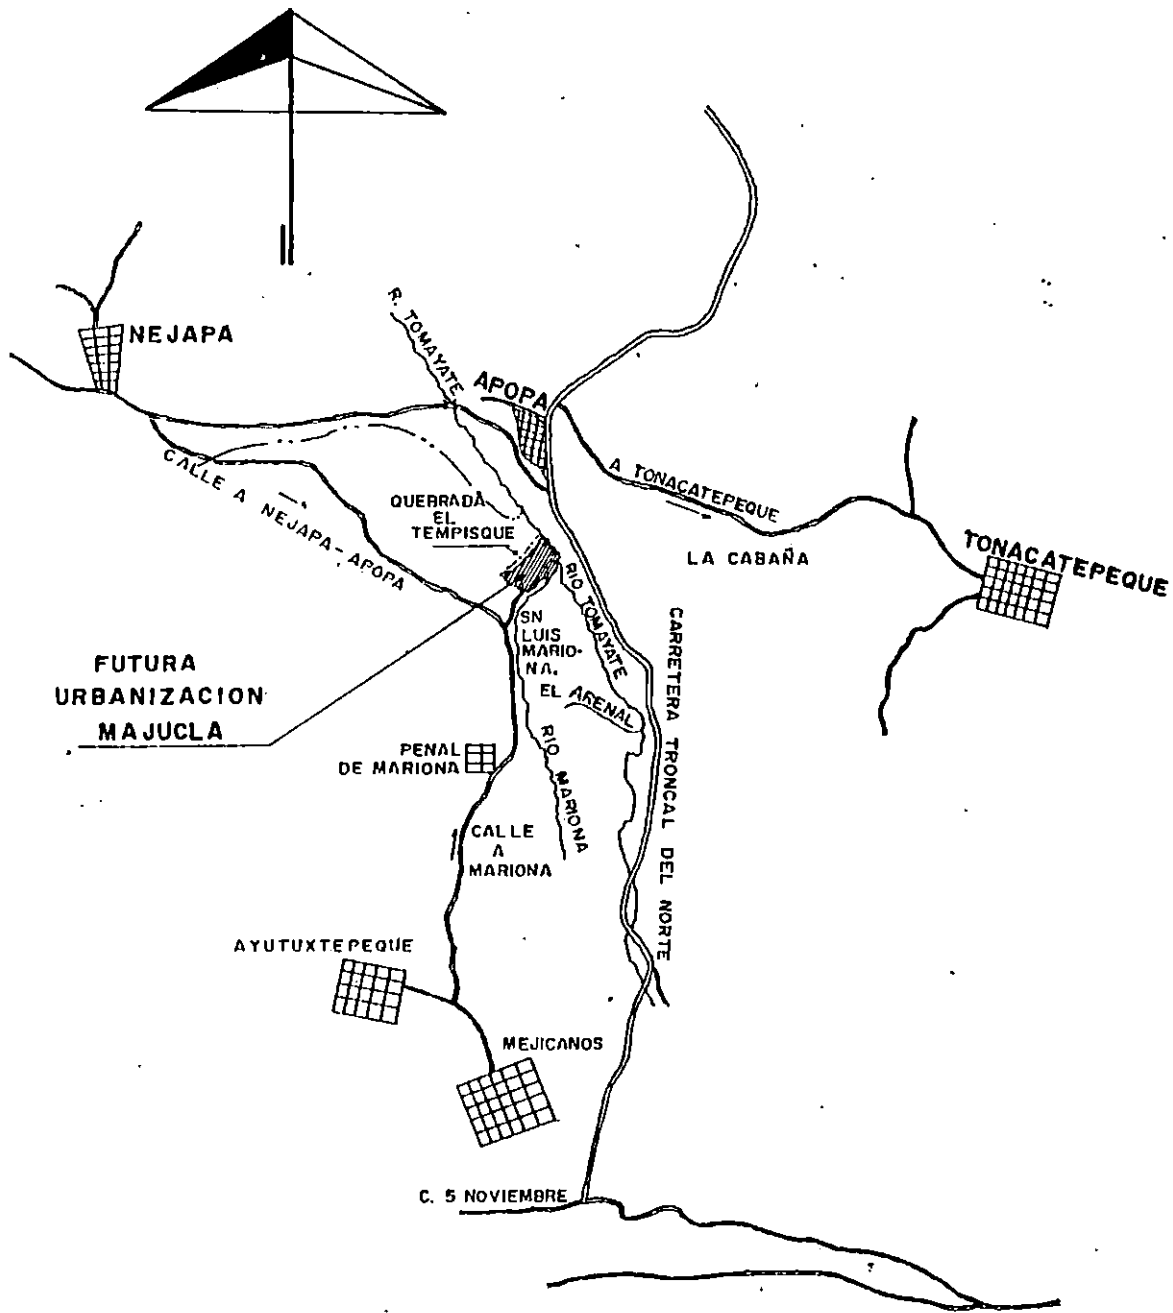 NEJAPA
R. TOMAYATE
APOPA
CALLE A NEJAPA-APOPA
A TONACATEPEQUE
QUEBRADA
EL
TEMPISQUE
LA CABAÑA
TONACATEPEQUE
RIO TOMAYATE
SN
LUIS
MARIO-
NA.
FUTURA
URBANIZACION
MAJUCLA
EL ARENAL
CARRETERA TRONCAL DEL NORTE
PENAL
DE MARIONA
RIO MARIONA
CALLE
A
MARIONA
AYUTUXTEPEQUE
MEJICANOS
C. 5 NOVIEMBRE